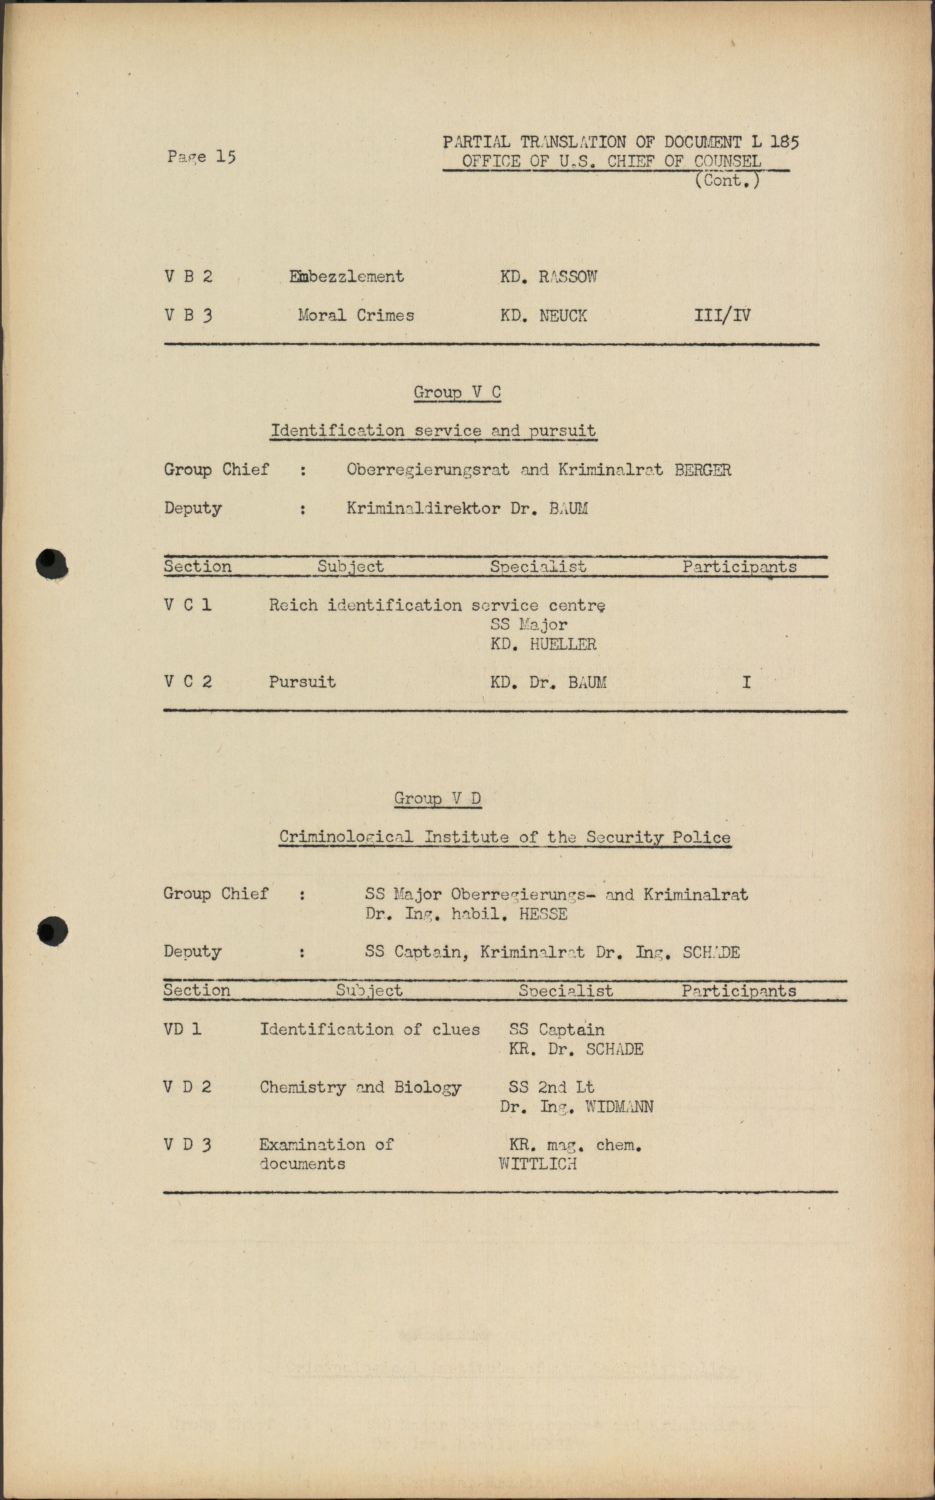 Page 15
PARTIAL TRANSLATION OF DOCUMENT L 185
OFFICE OF U.S. CHIEF OF COUNSEL
(Cont.)
V B 2 Embezzlement KD. RASSOW
V B 3 Moral Crimes KD. NEUCK III/IV
Group V C
Identification service and pursuit
Group Chief : Oberregierungsrat and Kriminalrat BERGER
Deputy : Kriminaldirektor Dr. BAUM
Section Subject Specialist Participants
V C 1 Reich identification service centre
SS Major
KD. HUELLER
V C 2 Pursuit KD. Dr. BAUM I
Group V D
Criminological Institute of the Security Police
Group Chief : SS Major Oberregierungs- and Kriminalrat
Dr. Ing. habil. HESSE
Deputy : SS Captain, Kriminalrat Dr. Ing. SCHADE
Section Subject Specialist Participants
VD 1 Identification of clues SS Captain
KR. Dr. SCHADE
V D 2 Chemistry and Biology SS 2nd Lt
Dr. Ing. WIDMANN
V D 3 Examination of KR. mag. chem.
documents WITTLICH